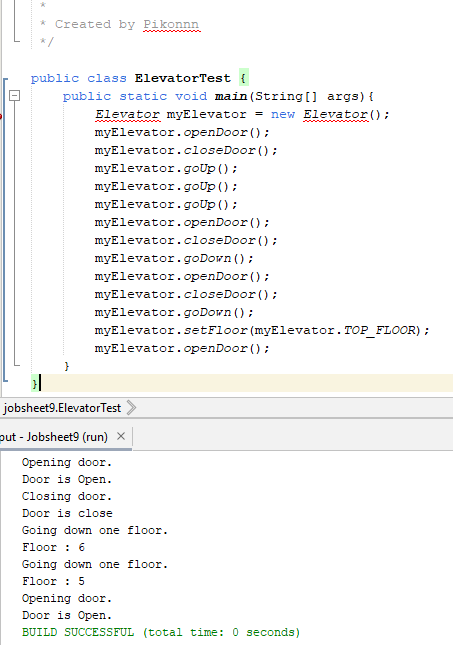 *
* Created by Pikonnn
*/
public class ElevatorTest {
public static void main(String[] args){
Elevator myElevator = new Elevator();
myElevator.openDoor();
myElevator.closeDoor();
myElevator.goUp();
myElevator.goUp();
myElevator.goUp();
myElevator.openDoor();
myElevator.closeDoor();
myElevator.goDown();
myElevator.openDoor();
myElevator.closeDoor();
myElevator.goDown();
myElevator.setFloor(myElevator.TOP_FLOOR);
myElevator.openDoor();
}
}
jobsheet9.ElevatorTest
put - Jobsheet9 (run) ×
Opening door.
Door is Open.
Closing door.
Door is close
Going down one floor.
Floor : 6
Going down one floor.
Floor : 5
Opening door.
Door is Open.
BUILD SUCCESSFUL (total time: 0 seconds)